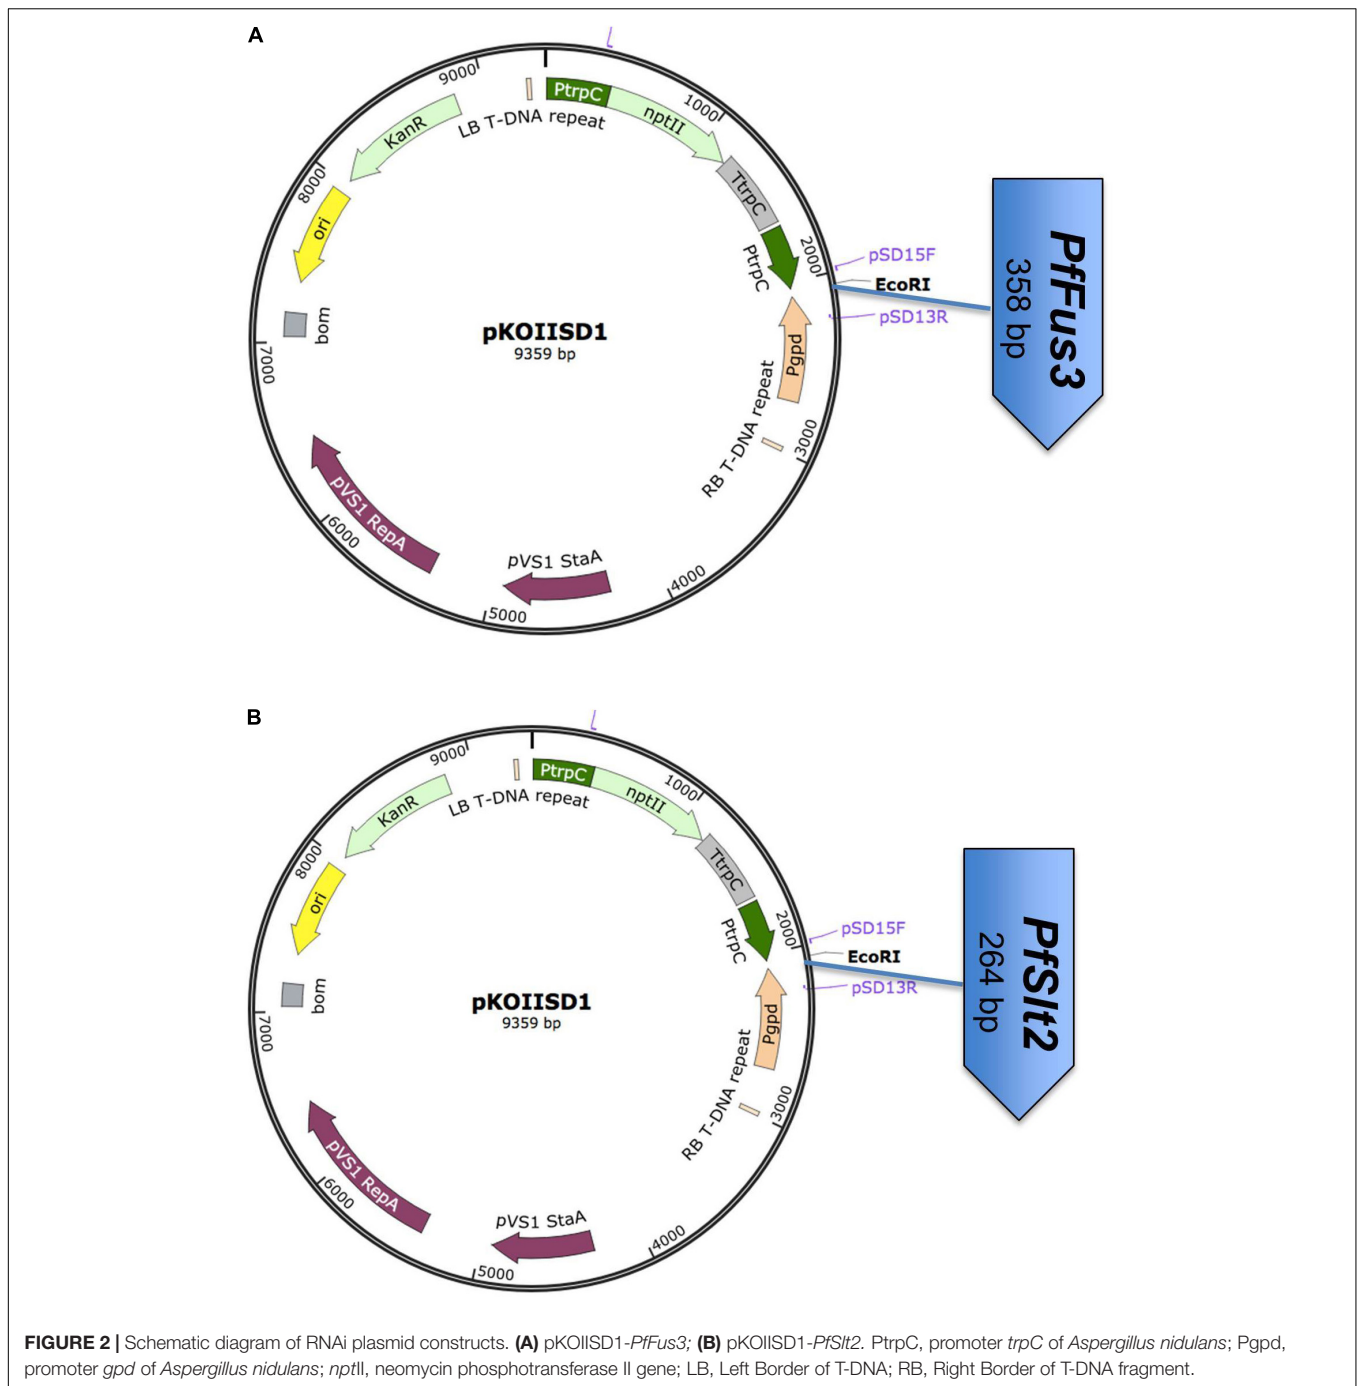 A
9000
LB T-DNA repeat
PtrpC
nptII
1000
KanR
TtrpC
8000
ori
PtrpC
2000
pSD15F
EcoRI
pSD13R
PfFus3
358 bp
bom
7000
pKOIISD1
9359 bp
Pgpd
RB T-DNA repeat
3000
pVS1 RepA
6000
pVS1 StaA
5000
4000
B
9000
LB T-DNA repeat
PtrpC
nptII
1000
KanR
TtrpC
8000
ori
PtrpC
2000
pSD15F
EcoRI
pSD13R
PfSlt2
264 bp
bom
7000
pKOIISD1
9359 bp
Pgpd
RB T-DNA repeat
3000
pVS1 RepA
6000
pVS1 StaA
5000
4000
FIGURE 2 | Schematic diagram of RNAi plasmid constructs. (A) pKOIISD1-PfFus3; (B) pKOIISD1-PfSlt2. PtrpC, promoter trpC of Aspergillus nidulans; Pgpd,
promoter gpd of Aspergillus nidulans; nptII, neomycin phosphotransferase II gene; LB, Left Border of T-DNA; RB, Right Border of T-DNA fragment.